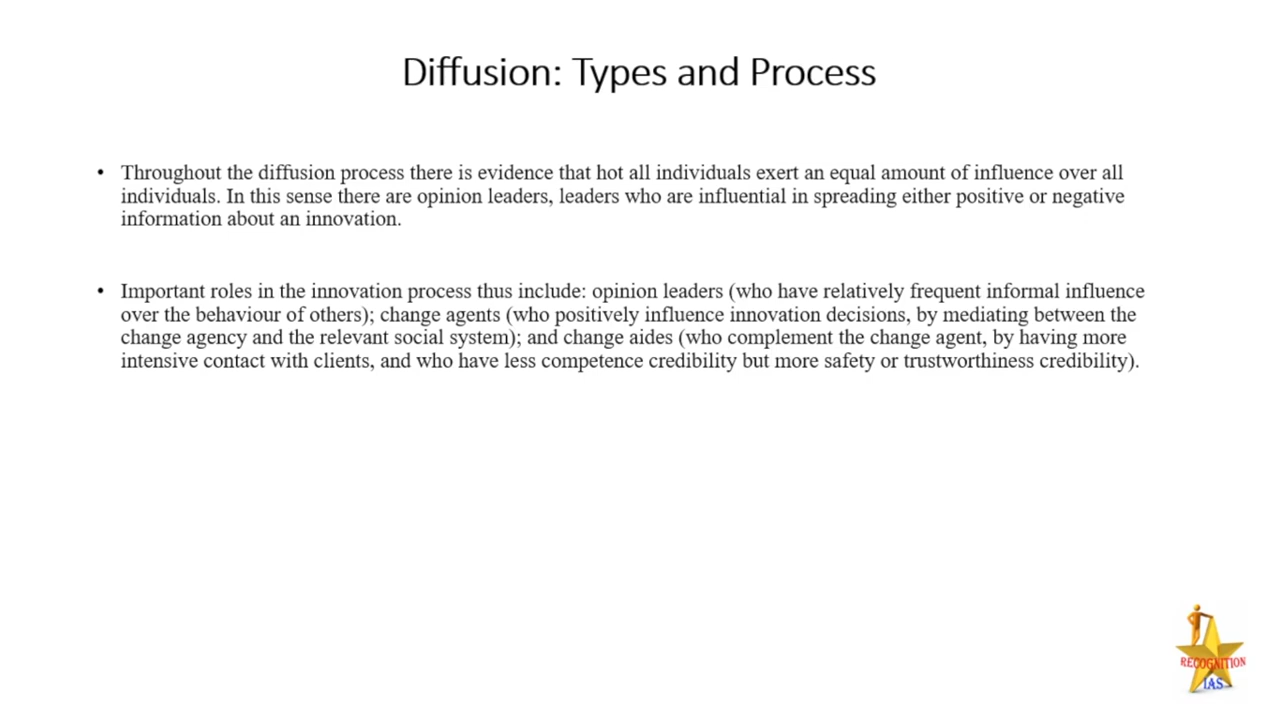 Diffusion: Types and Process
• Throughout the diffusion process there is evidence that hot all individuals exert an equal amount of influence over all
individuals. In this sense there are opinion leaders, leaders who are influential in spreading either positive or negative
information about an innovation.
• Important roles in the innovation process thus include: opinion leaders (who have relatively frequent informal influence
over the behaviour of others); change agents (who positively influence innovation decisions, by mediating between the
change agency and the relevant social system); and change aides (who complement the change agent, by having more
intensive contact with clients, and who have less competence credibility but more safety or trustworthiness credibility).
RECOGNITION
IAS